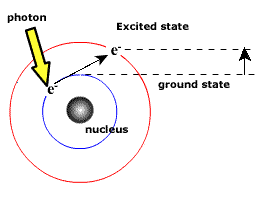 photon
Excited state
e-
ground state
e-
nucleus